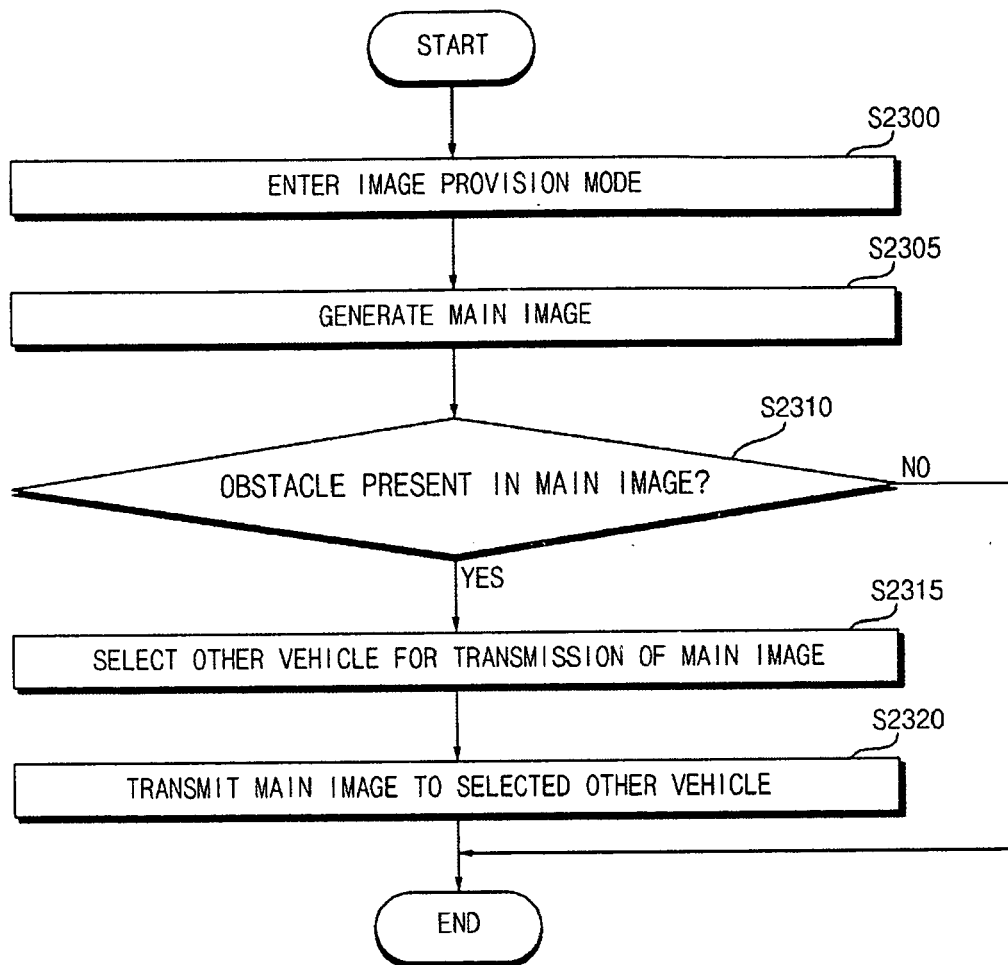 START
S2300
ENTER IMAGE PROVISION MODE
S2305
GENERATE MAIN IMAGE
S2310
OBSTACLE PRESENT IN MAIN IMAGE?
NO
YES
S2315
SELECT OTHER VEHICLE FOR TRANSMISSION OF MAIN IMAGE
S2320
TRANSMIT MAIN IMAGE TO SELECTED OTHER VEHICLE
END